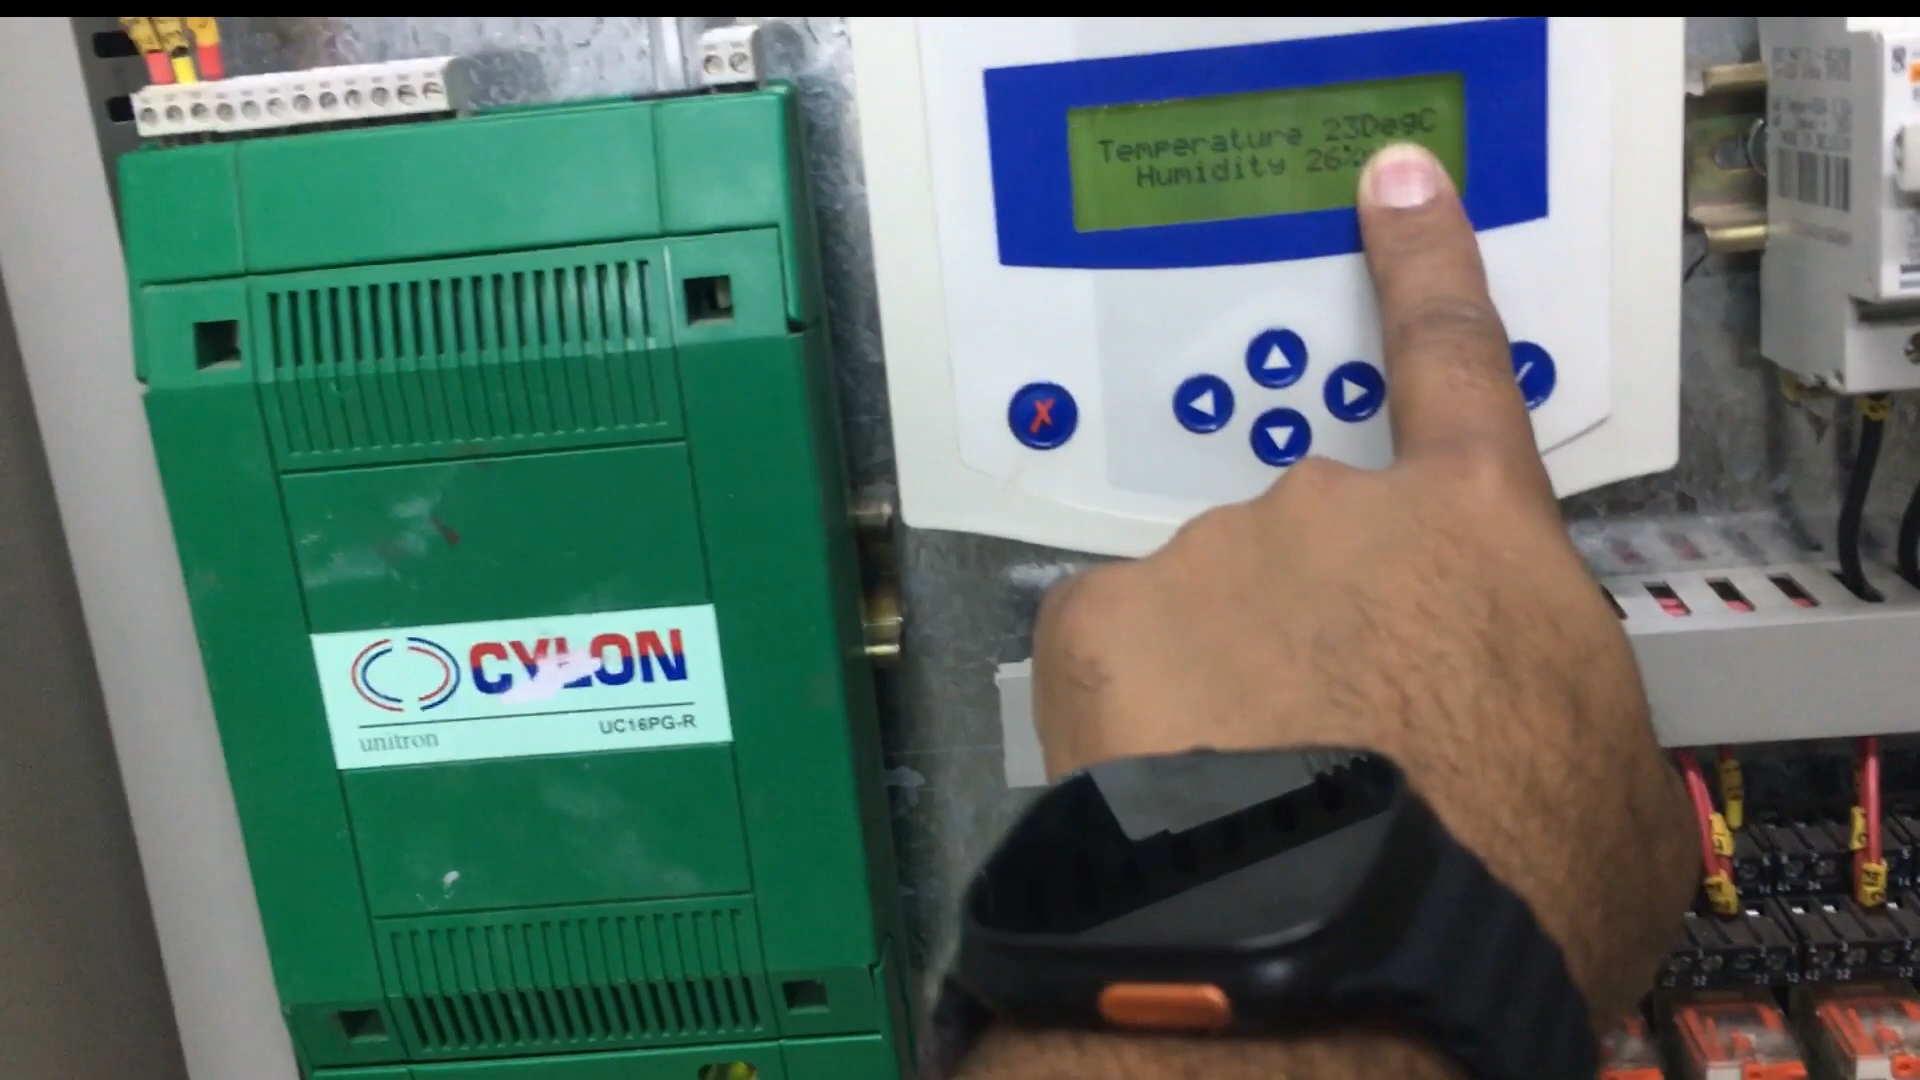 Temperature 23DegC
Humidity 26%
X
CYLON
UC16PG-R
unitron